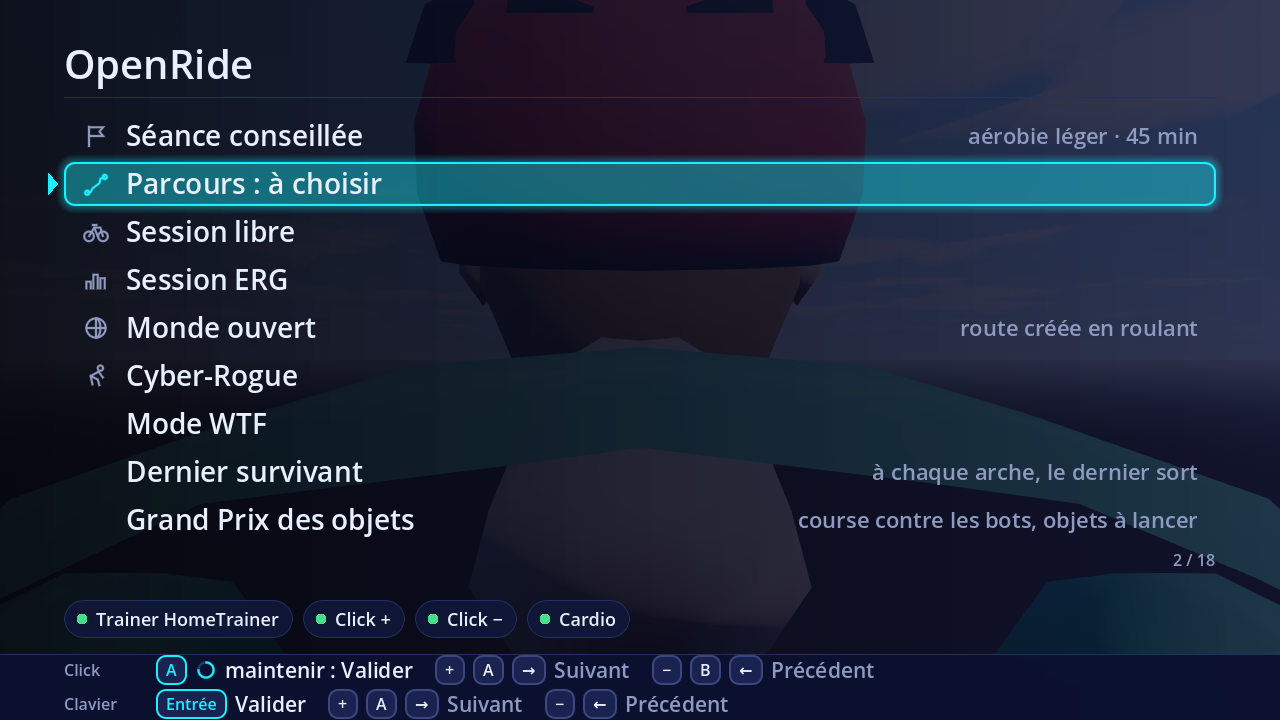 OpenRide
Séance conseillée aérobie léger · 45 min
Parcours : à choisir
Session libre
Session ERG
Monde ouvert route créée en roulant
Cyber-Rogue
Mode WTF
Dernier survivant à chaque arche, le dernier sort
Grand Prix des objets course contre les bots, objets à lancer
2 / 18
Trainer HomeTrainer Click + Click − Cardio
Click A maintenir : Valider + A → Suivant − B ← Précédent
Clavier Entrée Valider + A → Suivant − ← Précédent